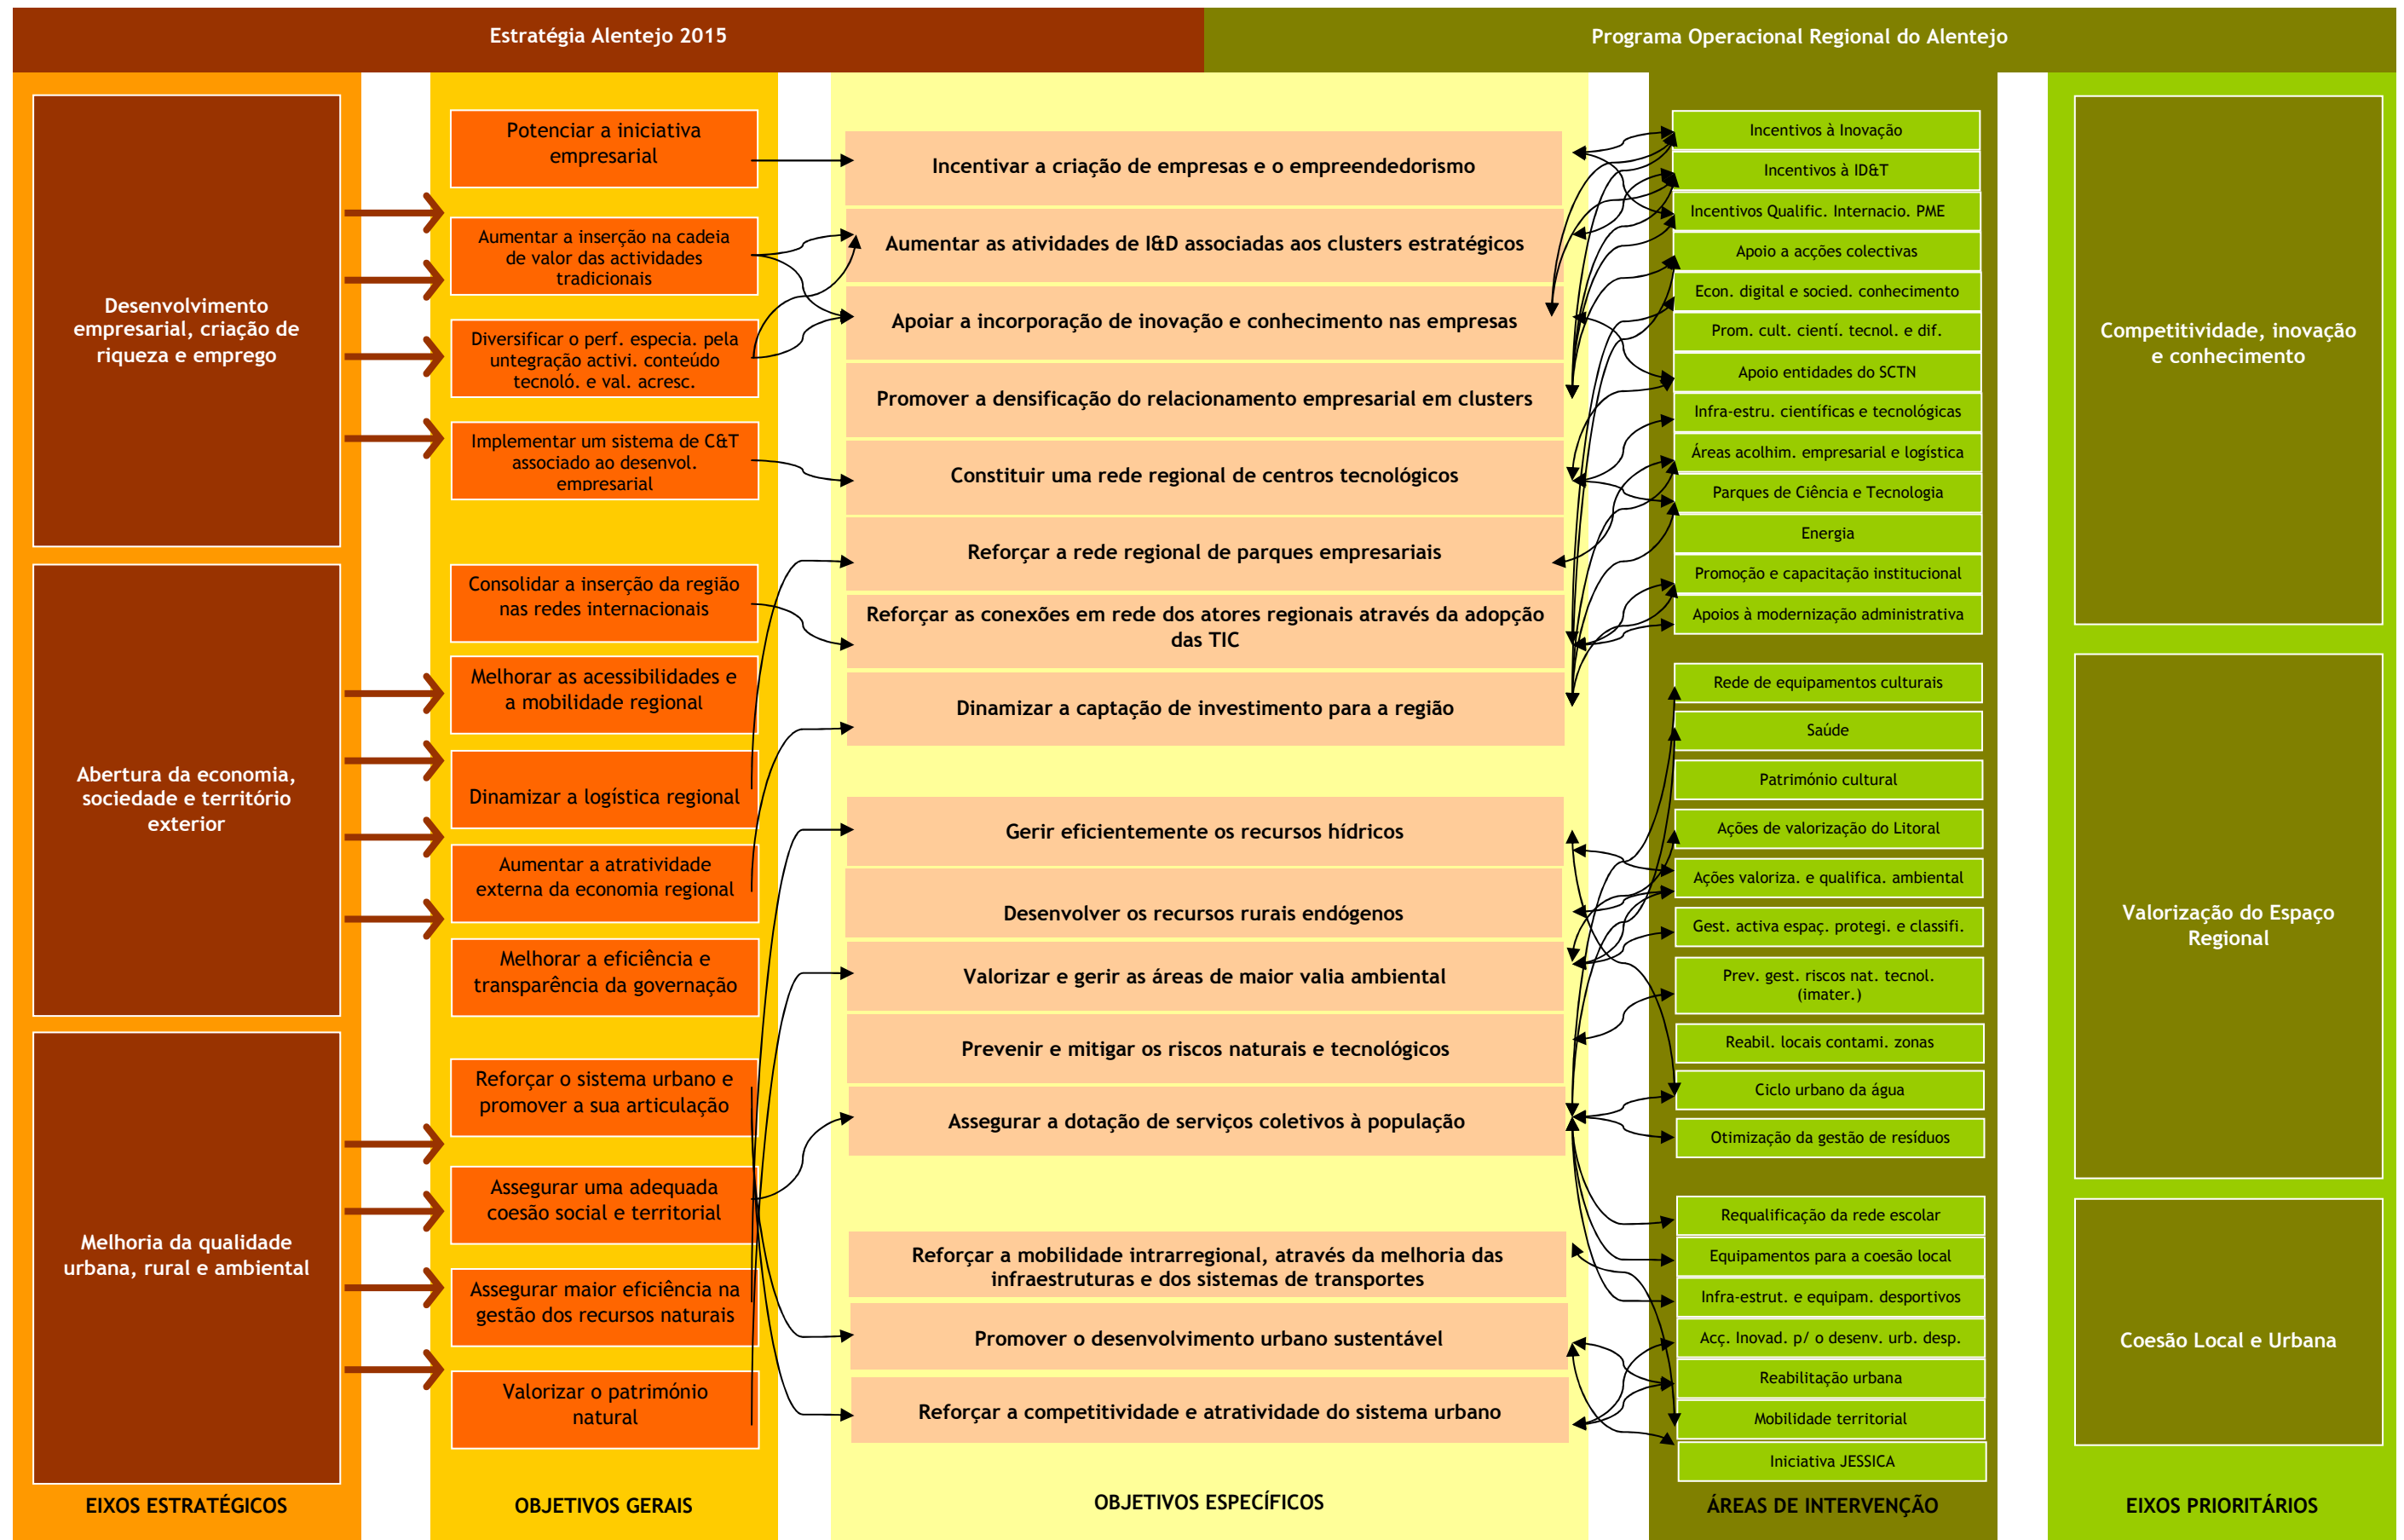 Estratégia Alentejo 2015
Programa Operacional Regional do Alentejo
Desenvolvimento
empresarial, criação de
riqueza e emprego
Abertura da economia,
sociedade e território
exterior
Melhoria da qualidade
urbana, rural e ambiental
EIXOS ESTRATÉGICOS
Potenciar a iniciativa
empresarial
Aumentar a inserção na cadeia
de valor das actividades
tradicionais
Diversificar o perf. especia. pela
untegração activi. conteúdo
tecnoló. e val. acresc.
Implementar um sistema de C&T
associado ao desenvol.
empresarial
Consolidar a inserção da região
nas redes internacionais
Melhorar as acessibilidades e
a mobilidade regional
Dinamizar a logística regional
Aumentar a atratividade
externa da economia regional
Melhorar a eficiência e
transparência da governação
Reforçar o sistema urbano e
promover a sua articulação
Assegurar uma adequada
coesão social e territorial
Assegurar maior eficiência na
gestão dos recursos naturais
Valorizar o património
natural
OBJETIVOS GERAIS
Incentivar a criação de empresas e o empreendedorismo
Aumentar as atividades de I&D associadas aos clusters estratégicos
Apoiar a incorporação de inovação e conhecimento nas empresas
Promover a densificação do relacionamento empresarial em clusters
Constituir uma rede regional de centros tecnológicos
Reforçar a rede regional de parques empresariais
Reforçar as conexões em rede dos atores regionais através da adopção
das TIC
Dinamizar a captação de investimento para a região
Gerir eficientemente os recursos hídricos
Desenvolver os recursos rurais endógenos
Valorizar e gerir as áreas de maior valia ambiental
Prevenir e mitigar os riscos naturais e tecnológicos
Assegurar a dotação de serviços coletivos à população
Reforçar a mobilidade intrarregional, através da melhoria das
infraestruturas e dos sistemas de transportes
Promover o desenvolvimento urbano sustentável
Reforçar a competitividade e atratividade do sistema urbano
OBJETIVOS ESPECÍFICOS
Incentivos à Inovação
Incentivos à ID&T
Incentivos Qualific. Internacio. PME
Apoio a acções colectivas
Econ. digital e socied. conhecimento
Prom. cult. cientí. tecnol. e dif.
Apoio entidades do SCTN
Infra-estru. científicas e tecnológicas
Áreas acolhim. empresarial e logística
Parques de Ciência e Tecnologia
Energia
Promoção e capacitação institucional
Apoios à modernização administrativa
Rede de equipamentos culturais
Saúde
Património cultural
Ações de valorização do Litoral
Ações valoriza. e qualifica. ambiental
Gest. activa espaç. protegi. e classifi.
Prev. gest. riscos nat. tecnol.
(imater.)
Reabil. locais contami. zonas
Ciclo urbano da água
Otimização da gestão de resíduos
Requalificação da rede escolar
Equipamentos para a coesão local
Infra-estrut. e equipam. desportivos
Acç. Inovad. p/ o desenv. urb. desp.
Reabilitação urbana
Mobilidade territorial
Iniciativa JESSICA
ÁREAS DE INTERVENÇÃO
Competitividade, inovação
e conhecimento
Valorização do Espaço
Regional
Coesão Local e Urbana
EIXOS PRIORITÁRIOS